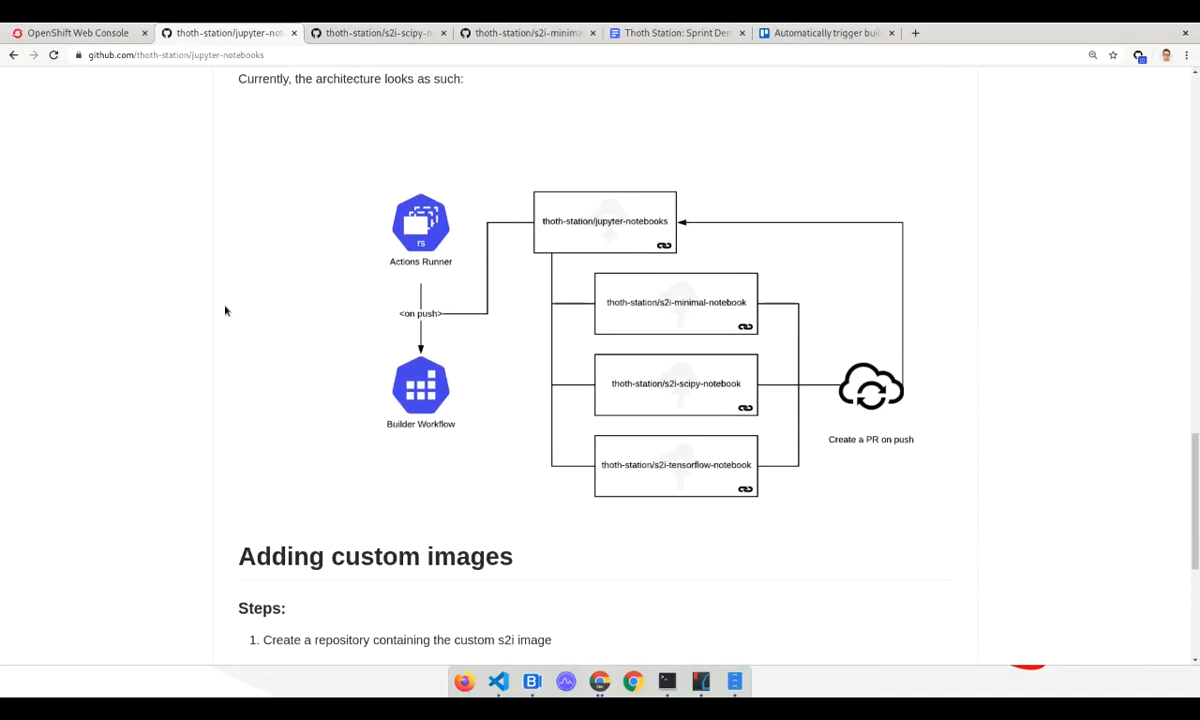 OpenShift Web Console
thoth-station/jupyter-not
thoth-station/s2i-scipy-n
thoth-station/s2i-minima
Thoth Station: Sprint Der
Automatically trigger buil
github.com/thoth-station/jupyter-notebooks
Currently, the architecture looks as such:
thoth-station/jupyter-notebooks
rs
Actions Runner
thoth-station/s2i-minimal-notebook
<on push>
thoth-station/s2i-scipy-notebook
Builder Workflow
Create a PR on push
thoth-station/s2i-tensorflow-notebook
Adding custom images
Steps:
1. Create a repository containing the custom s2i image